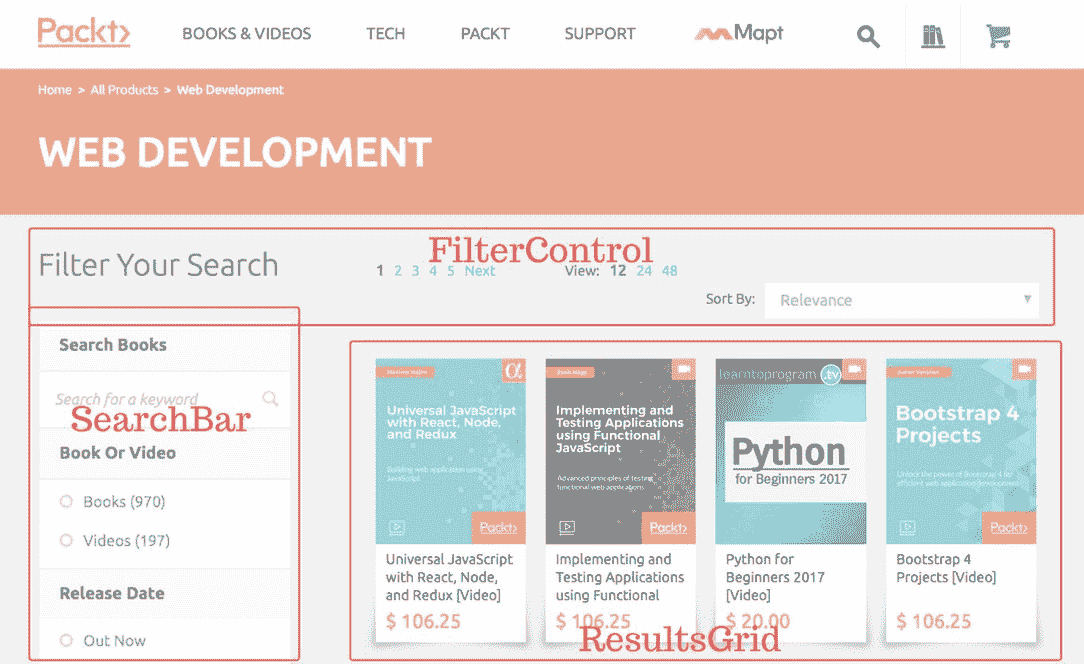 Packt>
BOOKS & VIDEOS TECH PACKT SUPPORT Mapt
Home > All Products > Web Development
WEB DEVELOPMENT
FilterControl
Filter Your Search
1 2 3 4 5 Next View: 12 24 48
Sort By: Relevance
Search Books
Search for a keyword
SearchBar
Book Or Video
Books (970)
Videos (197)
Release Date
Out Now
α
Universal JavaScript
with React, Node,
and Redux
Building web application using
JavaScript
Packt>
Universal JavaScript
with React, Node,
and Redux [Video]
$ 106.25
Implementing and
Testing Applications
using Functional
JavaScript
Advanced principles of testing
functional web applications
Packt>
Implementing and
Testing Applications
using Functional
$ 106.25
learntoprogram .tv
Python
for Beginners 2017
Python for
Beginners 2017
[Video]
$ 20.00
Bootstrap 4
Projects
Unlock the power of Bootstrap 4 for
efficient web application development
Packt>
Bootstrap 4
Projects [Video]
$ 106.25
ResultsGrid